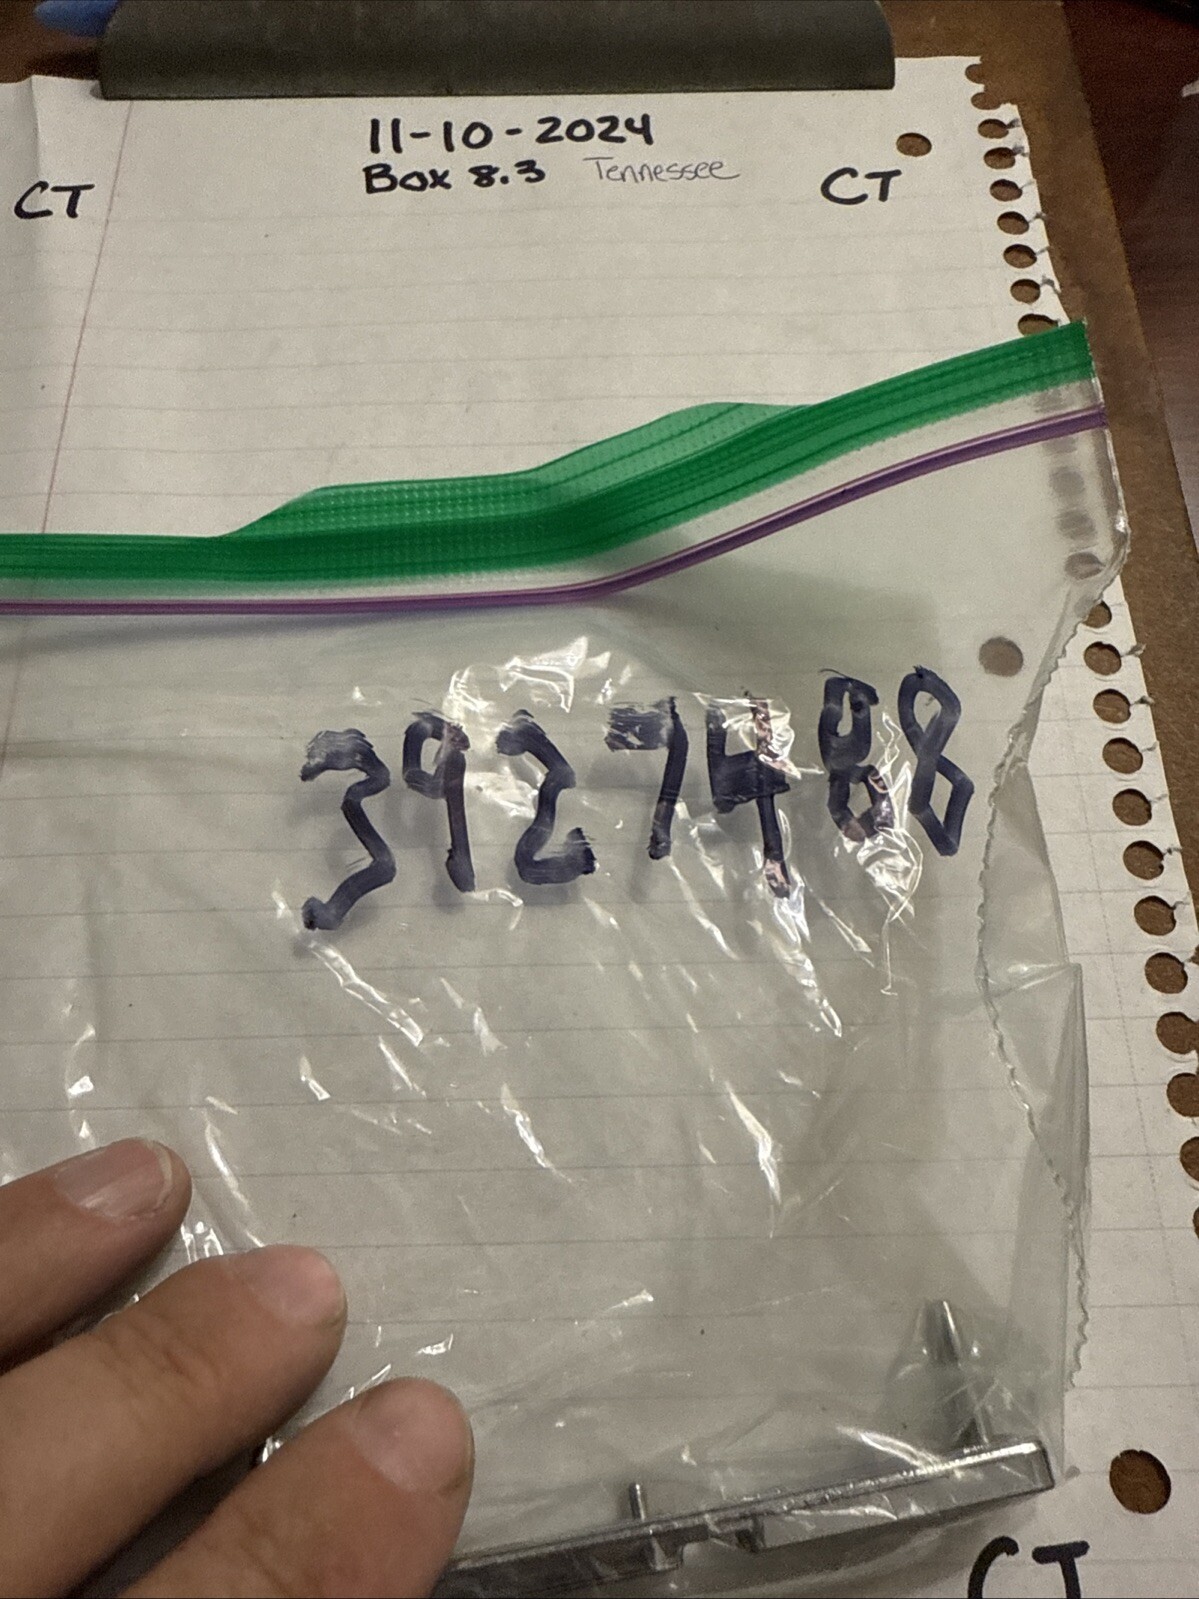 11-10-2024
Box 8.3 Tennessee
CT CT
3927488
CT